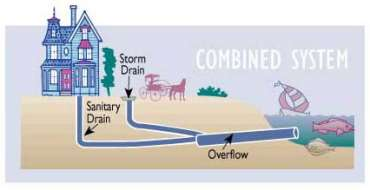 COMBINED SYSTEM
Storm
Drain
Sanitary
Drain
Overflow